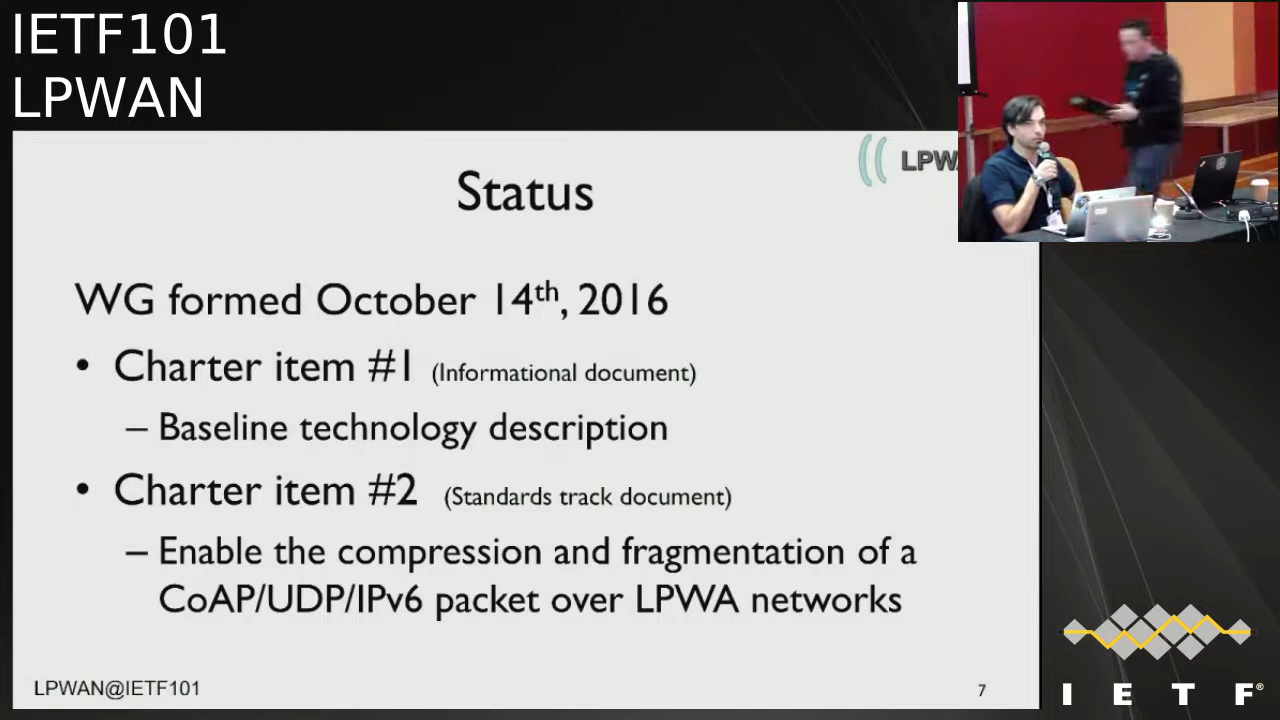 IETF101
LPWAN
Status
WG formed October 14th, 2016
• Charter item #1 (Informational document)
– Baseline technology description
• Charter item #2 (Standards track document)
– Enable the compression and fragmentation of a
CoAP/UDP/IPv6 packet over LPWA networks
LPWAN@IETF101
7
I E T F®